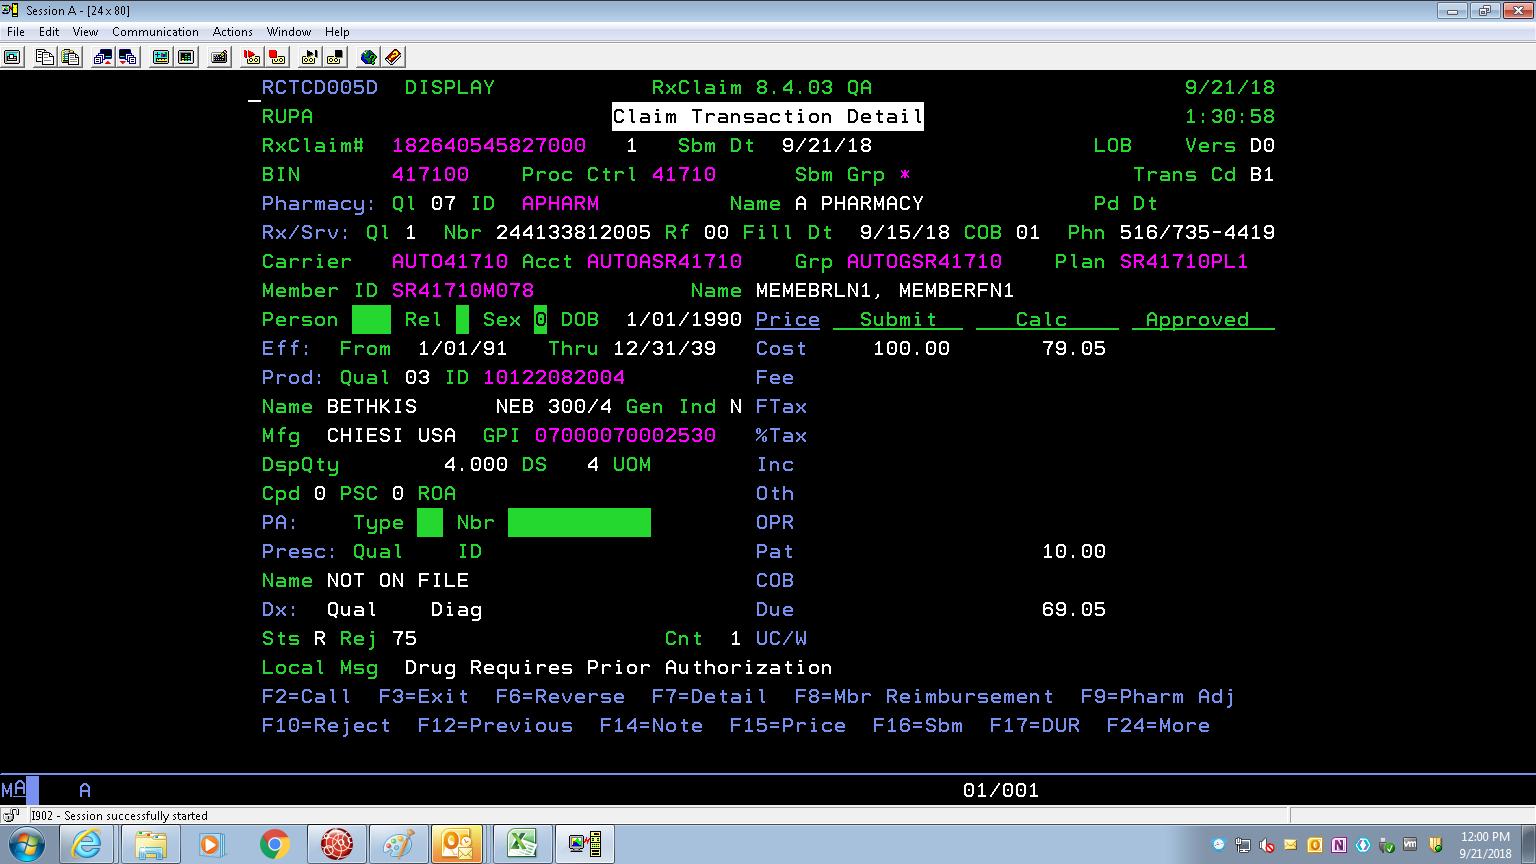 Session A - [24 x 80]
File Edit View Communication Actions Window Help
RCTCD005D DISPLAY RxClaim 8.4.03 QA 9/21/18
RUPA Claim Transaction Detail 1:30:58
RxClaim# 182640545827000 1 Sbm Dt 9/21/18 LOB Vers D0
BIN 417100 Proc Ctrl 41710 Sbm Grp * Trans Cd B1
Pharmacy: Ql 07 ID APHARM Name A PHARMACY Pd Dt
Rx/Srv: Ql 1 Nbr 244133812005 Rf 00 Fill Dt 9/15/18 COB 01 Phn 516/735-4419
Carrier AUTO41710 Acct AUTOASR41710 Grp AUTOGSR41710 Plan SR41710PL1
Member ID SR41710M078 Name MEMEBRLN1, MEMBERFN1
Person Rel Sex 0 DOB 1/01/1990 Price Submit Calc Approved
Eff: From 1/01/91 Thru 12/31/39 Cost 100.00 79.05
Prod: Qual 03 ID 10122082004 Fee
Name BETHKIS NEB 300/4 Gen Ind N FTax
Mfg CHIESI USA GPI 07000070002530 %Tax
DspQty 4.000 DS 4 UOM Inc
Cpd 0 PSC 0 ROA Oth
PA: Type Nbr OPR
Presc: Qual ID Pat 10.00
Name NOT ON FILE COB
Dx: Qual Diag Due 69.05
Sts R Rej 75 Cnt 1 UC/W
Local Msg Drug Requires Prior Authorization
F2=Call F3=Exit F6=Reverse F7=Detail F8=Mbr Reimbursement F9=Pharm Adj
F10=Reject F12=Previous F14=Note F15=Price F16=Sbm F17=DUR F24=More
MA A 01/001
I902 - Session successfully started
12:00 PM
9/21/2018